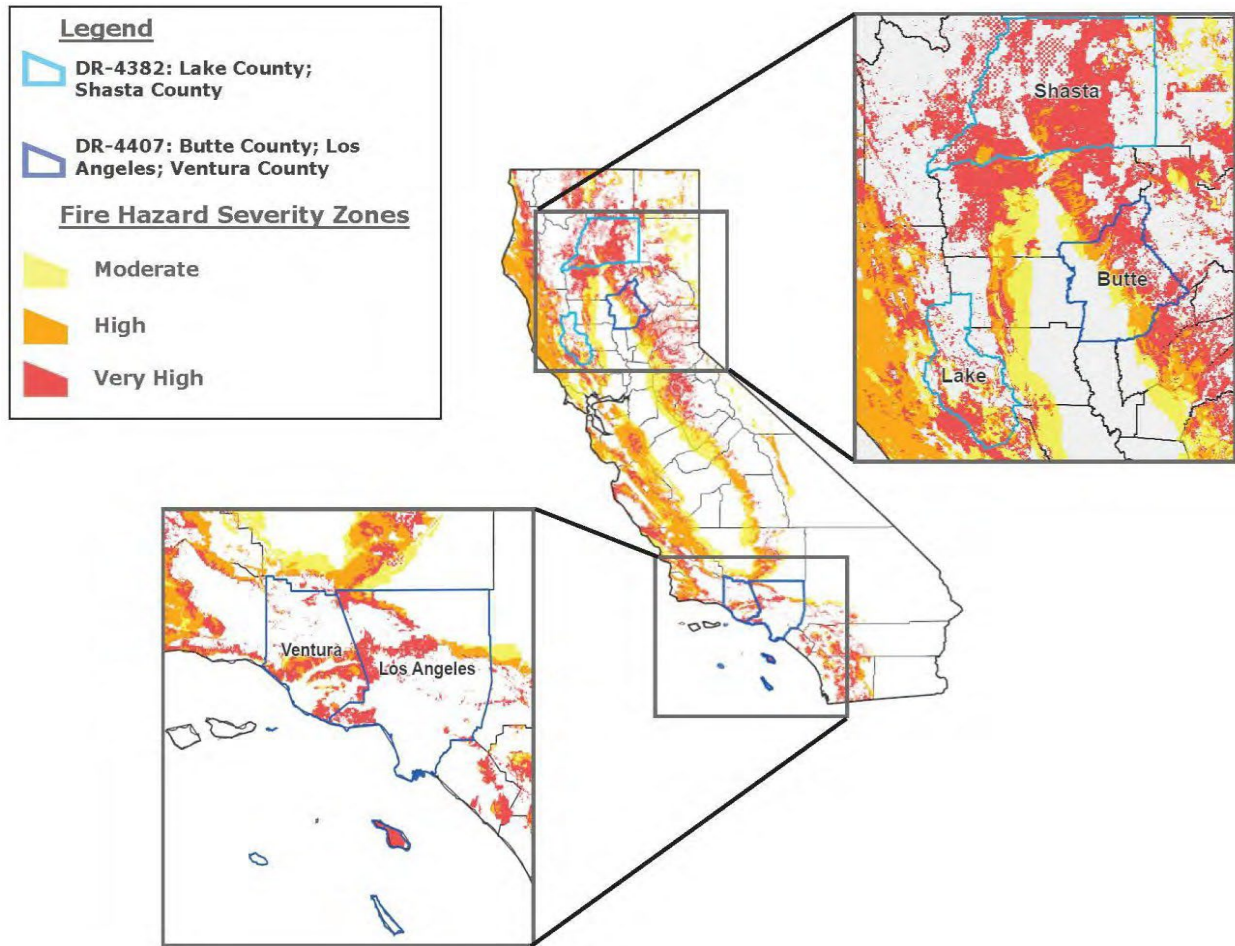 Legend
DR-4382: Lake County;
Shasta County
DR-4407: Butte County; Los
Angeles; Ventura County
Fire Hazard Severity Zones
Moderate
High
Very High
Shasta
Butte
Lake
Ventura
Los Angeles